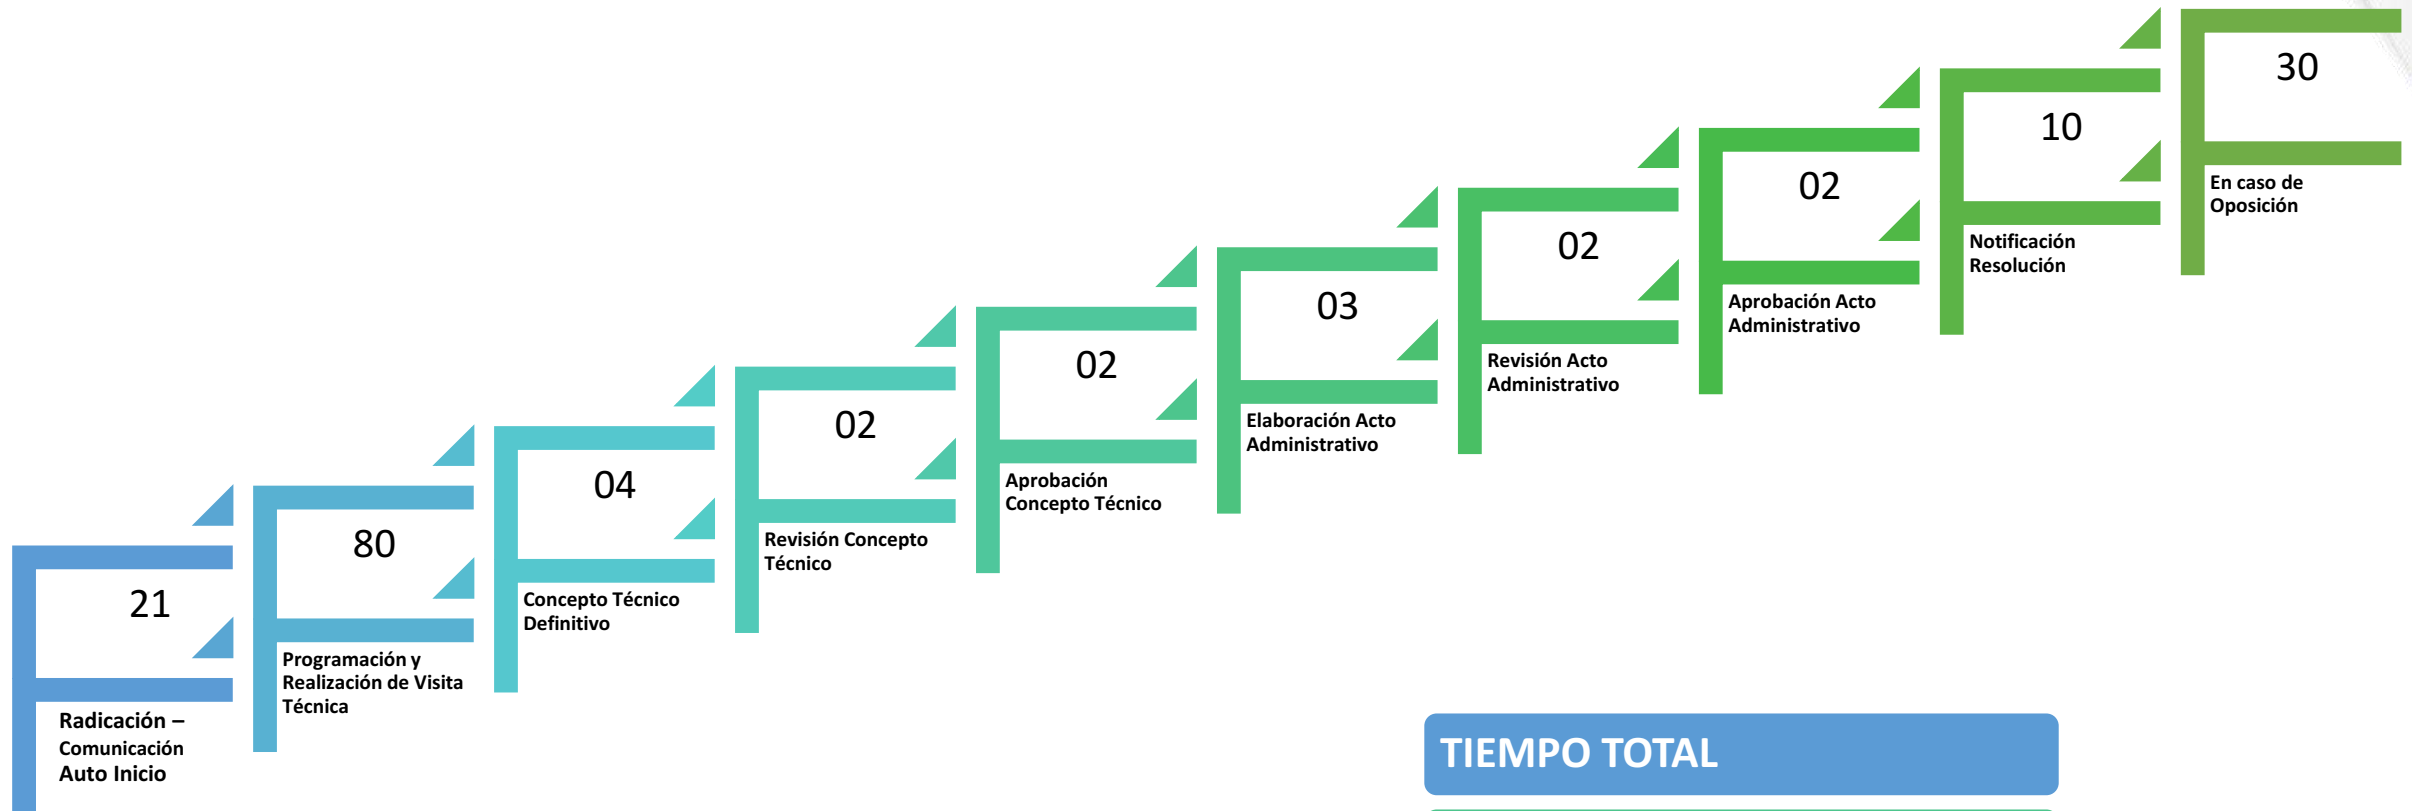 21
Radicación –
Comunicación
Auto Inicio
80
Programación y
Realización de Visita
Técnica
04
Concepto Técnico
Definitivo
02
Revisión Concepto
Técnico
02
Aprobación
Concepto Técnico
03
Elaboración Acto
Administrativo
02
Revisión Acto
Administrativo
02
Aprobación Acto
Administrativo
10
Notificación
Resolución
30
En caso de
Oposición
TIEMPO TOTAL